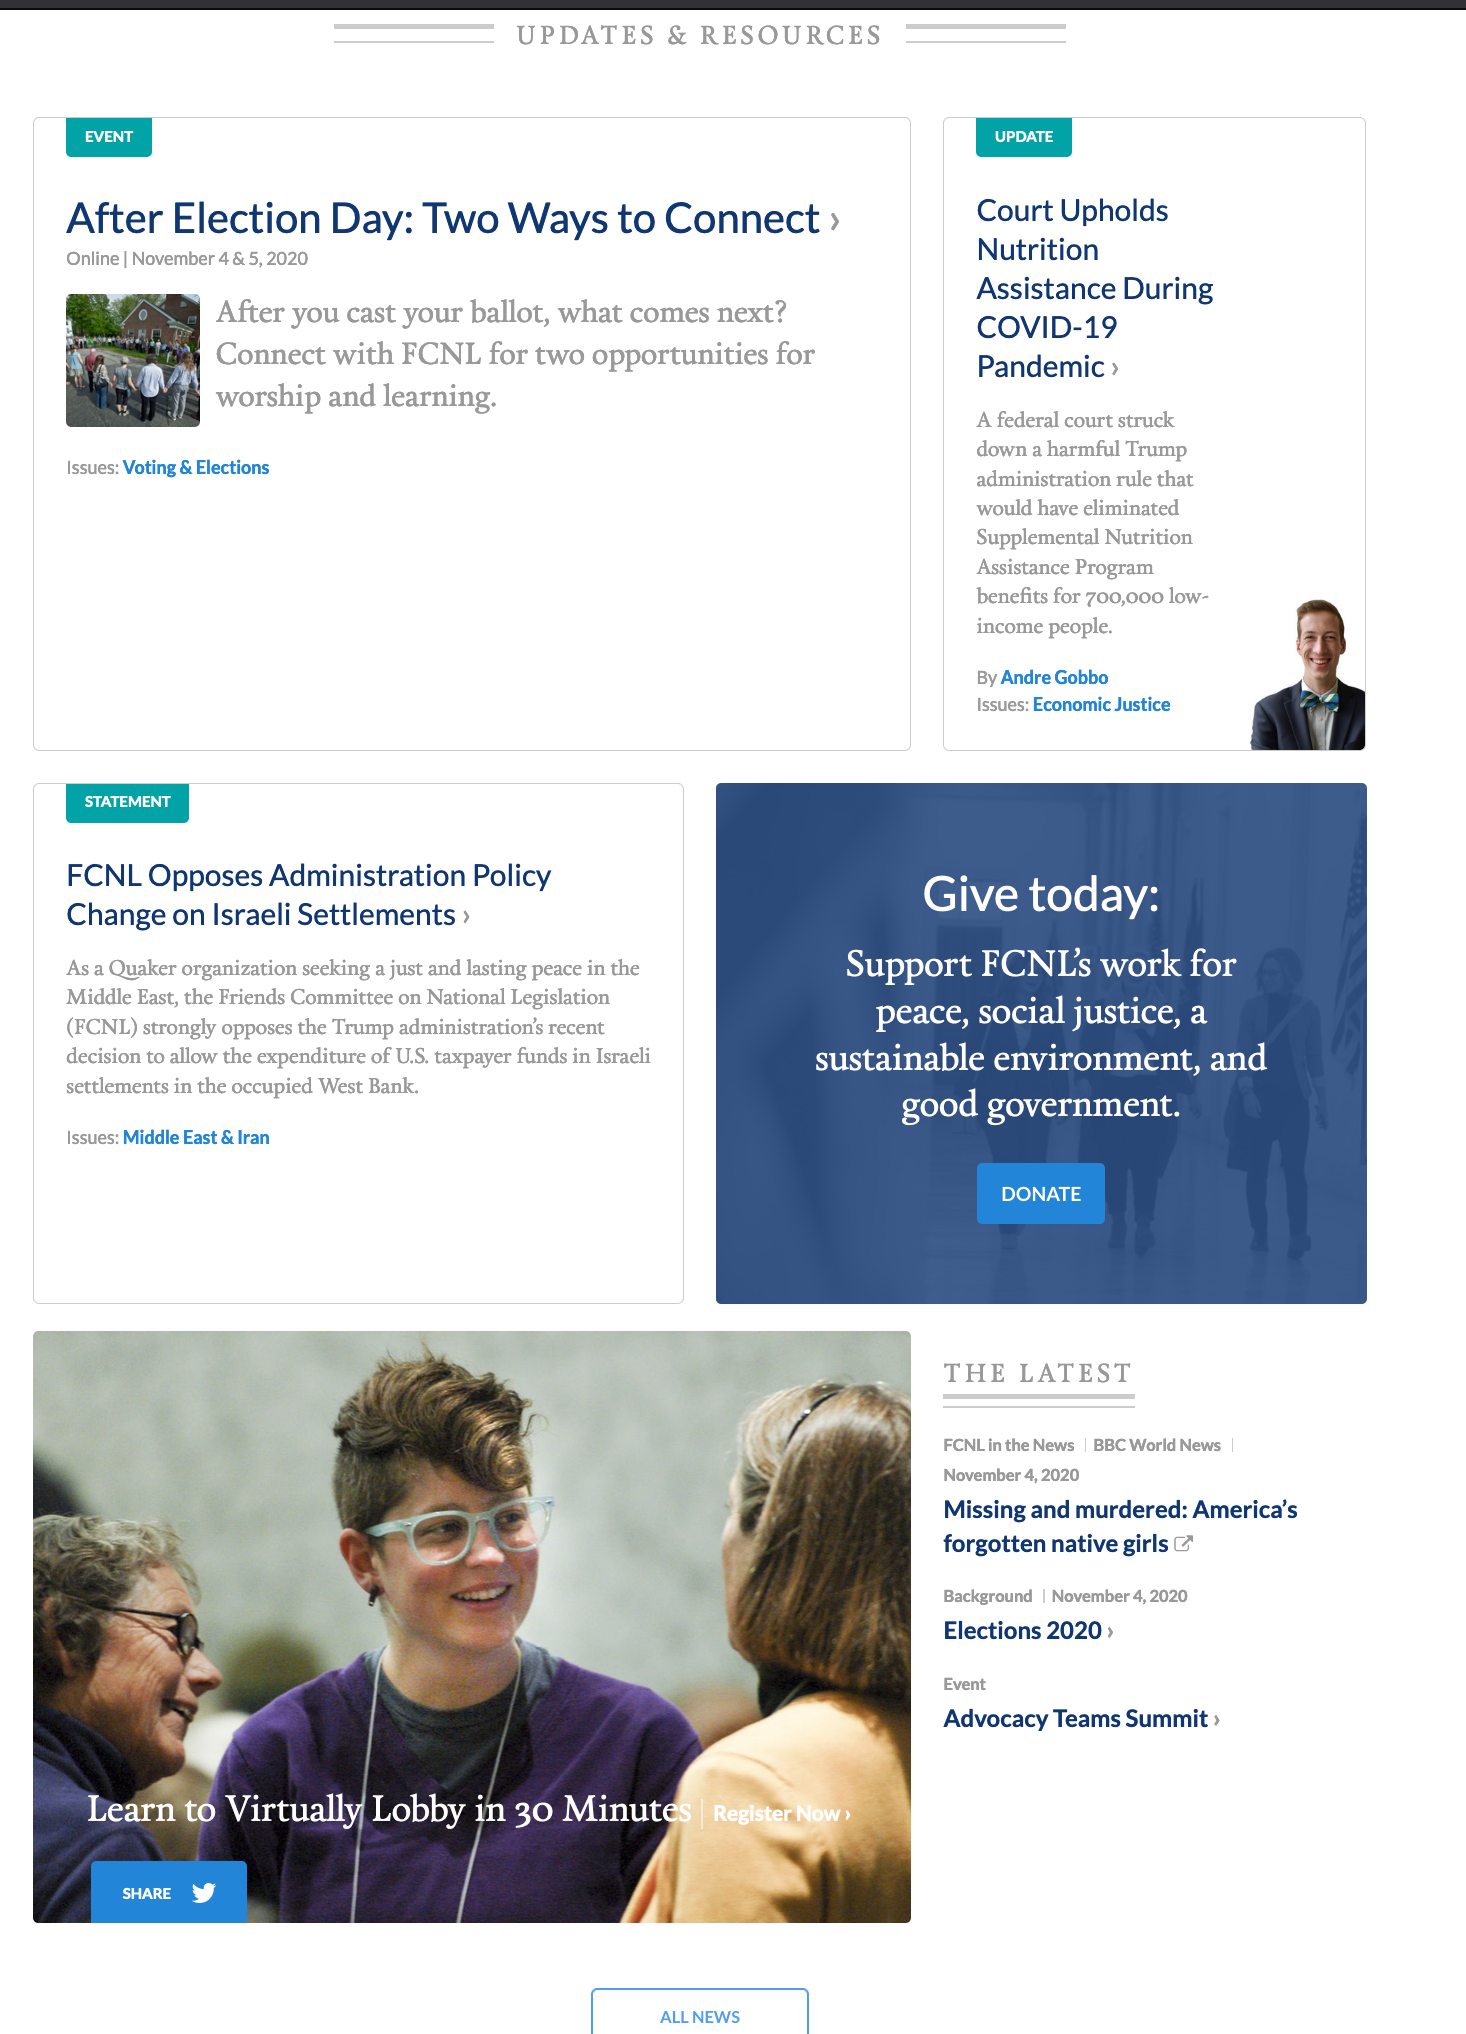 UPDATES & RESOURCES
EVENT
After Election Day: Two Ways to Connect ›
Online | November 4 & 5, 2020
After you cast your ballot, what comes next?
Connect with FCNL for two opportunities for
worship and learning.
Issues: Voting & Elections
UPDATE
Court Upholds
Nutrition
Assistance During
COVID-19
Pandemic ›
A federal court struck
down a harmful Trump
administration rule that
would have eliminated
Supplemental Nutrition
Assistance Program
benefits for 700,000 low-
income people.
By Andre Gobbo
Issues: Economic Justice
STATEMENT
FCNL Opposes Administration Policy
Change on Israeli Settlements ›
As a Quaker organization seeking a just and lasting peace in the
Middle East, the Friends Committee on National Legislation
(FCNL) strongly opposes the Trump administration’s recent
decision to allow the expenditure of U.S. taxpayer funds in Israeli
settlements in the occupied West Bank.
Issues: Middle East & Iran
Give today:
Support FCNL’s work for
peace, social justice, a
sustainable environment, and
good government.
DONATE
Learn to Virtually Lobby in 30 Minutes | Register Now ›
SHARE
THE LATEST
FCNL in the News | BBC World News |
November 4, 2020
Missing and murdered: America’s
forgotten native girls
Background | November 4, 2020
Elections 2020 ›
Event
Advocacy Teams Summit ›
ALL NEWS